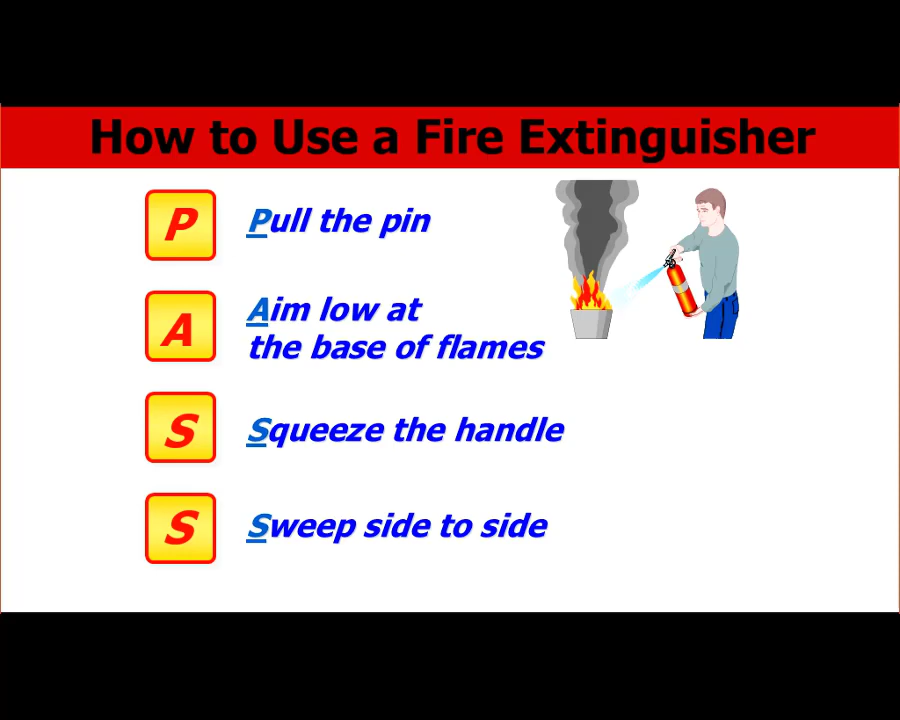 How to Use a Fire Extinguisher
P Pull the pin
A Aim low at
the base of flames
S Squeeze the handle
S Sweep side to side